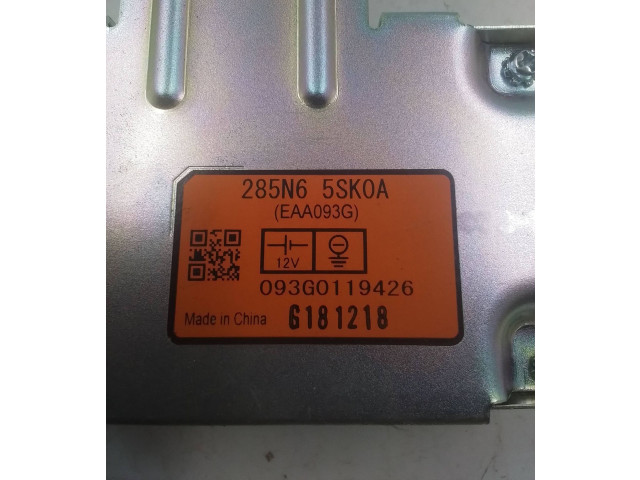 285N6 5SK0A
(EAA093G)
12V
093G0119426
Made in China G181218